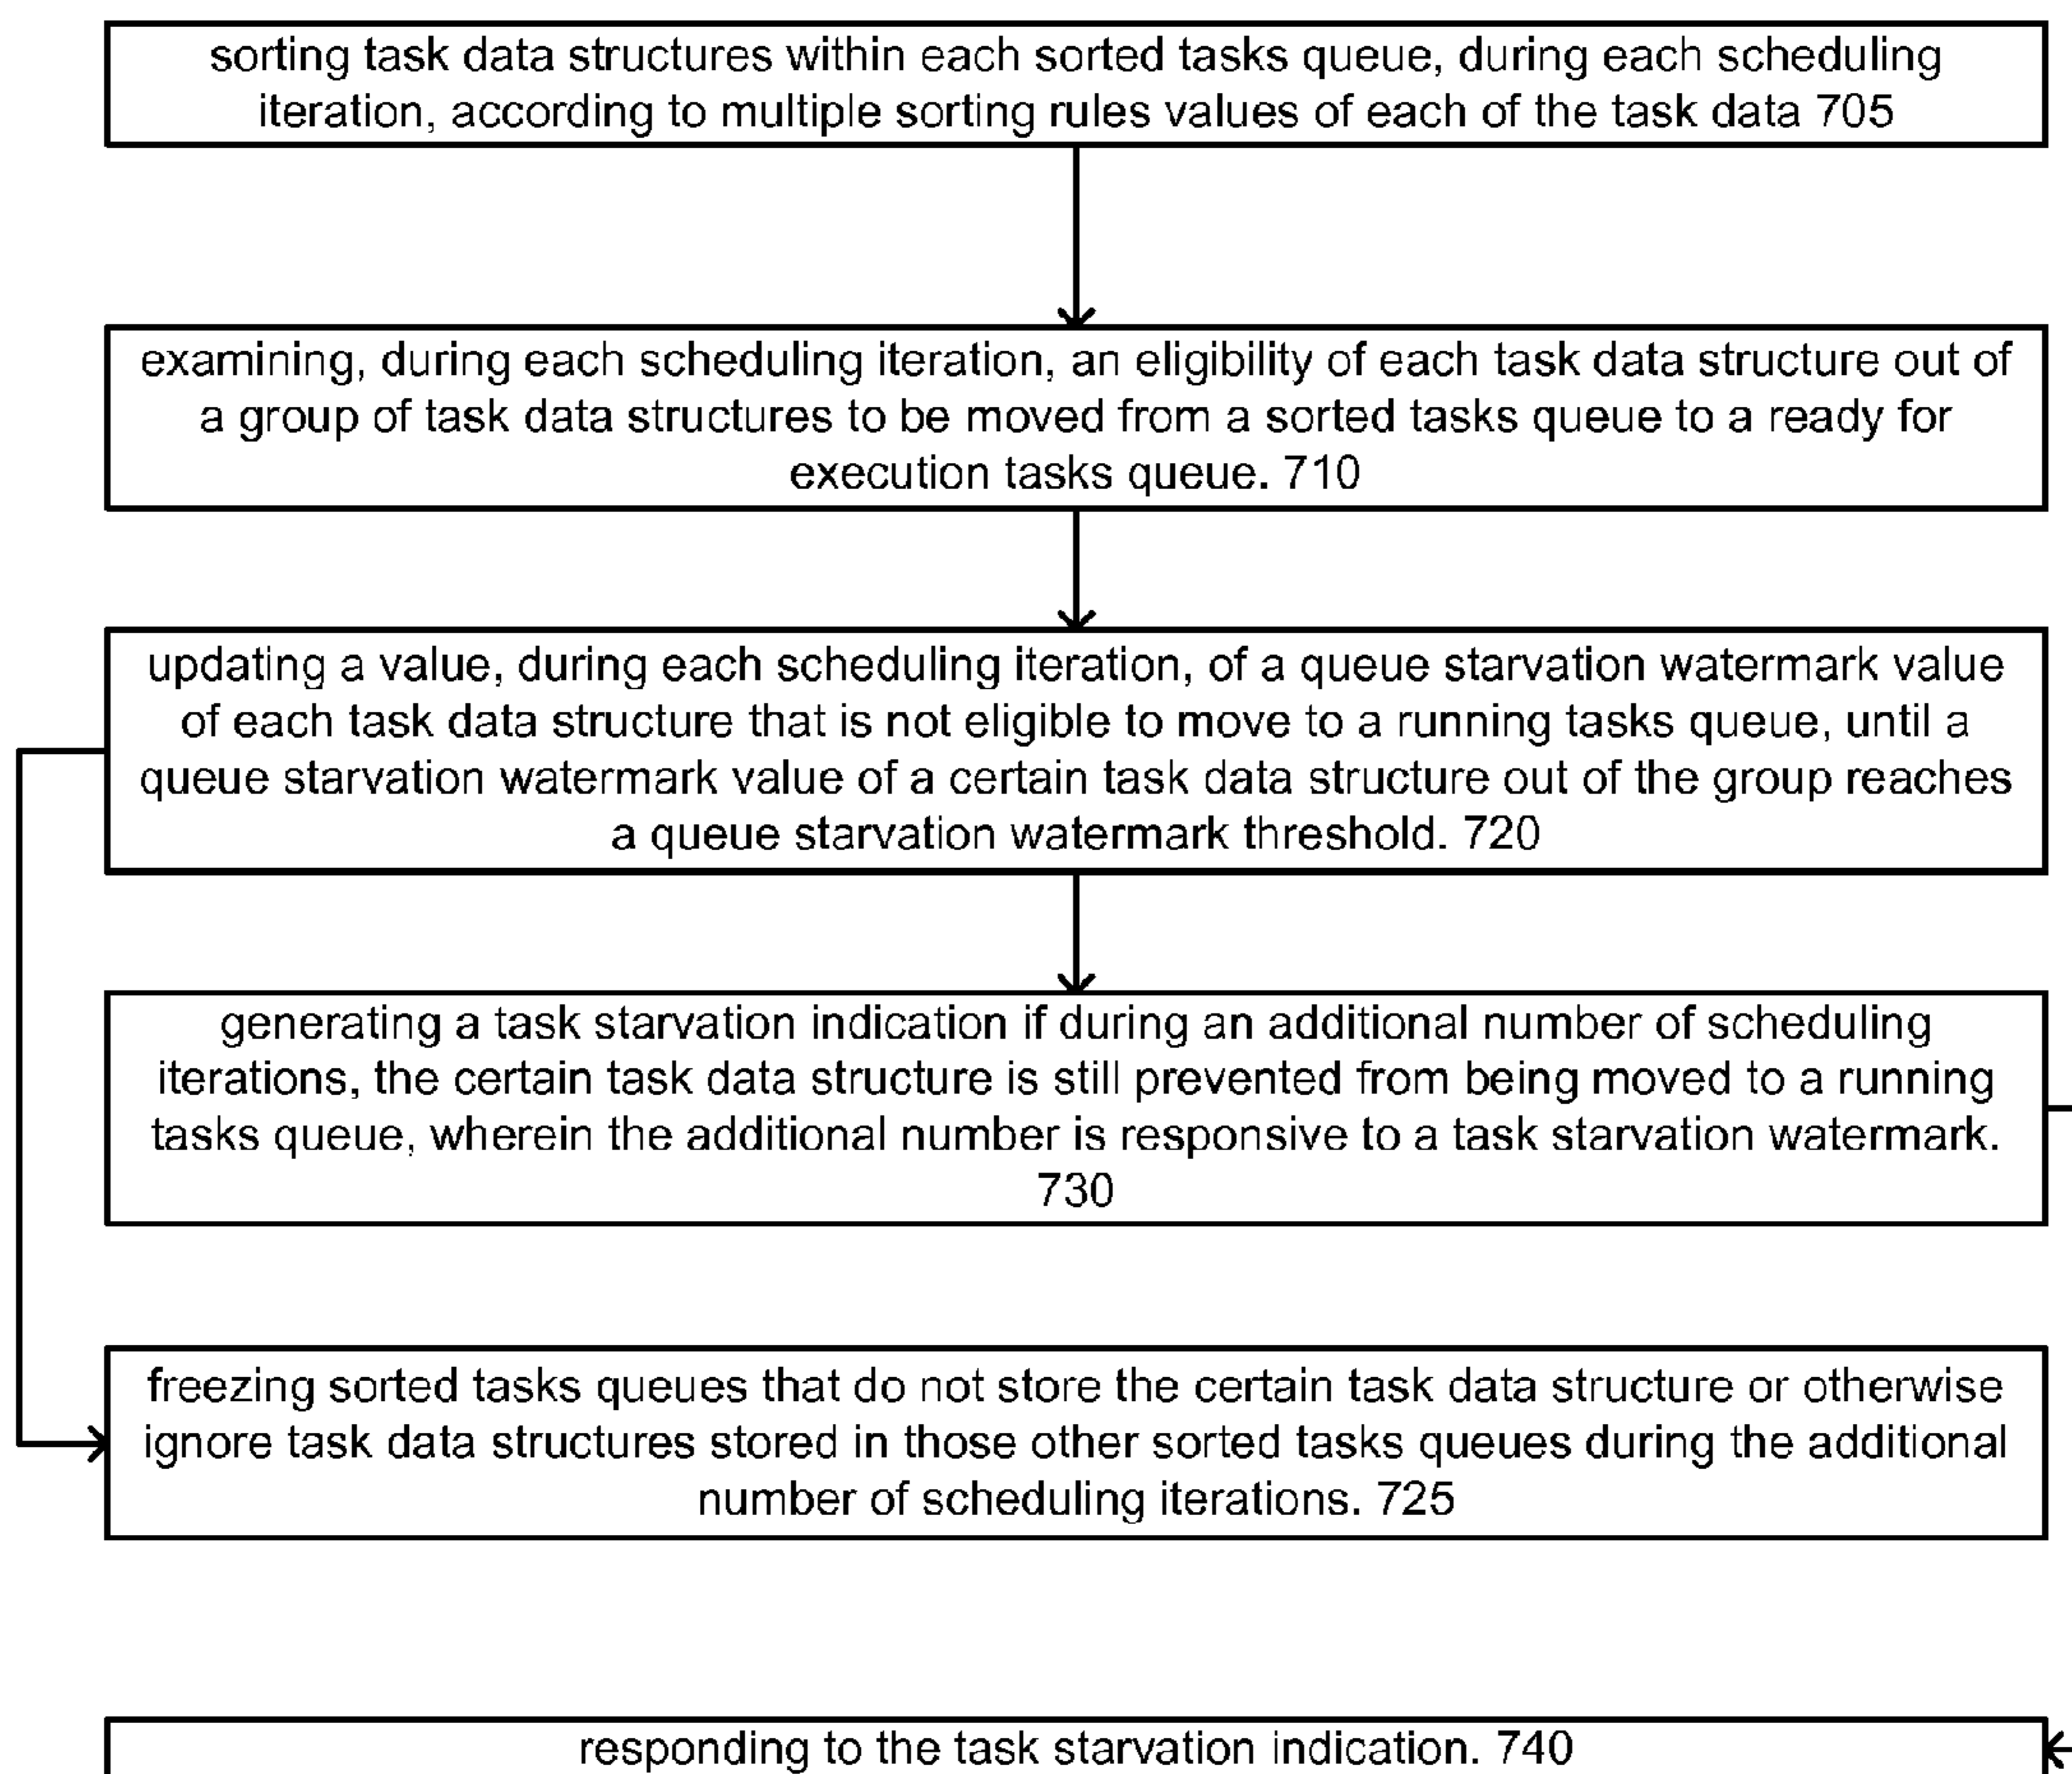 sorting task data structures within each sorted tasks queue, during each scheduling
iteration, according to multiple sorting rules values of each of the task data 705
examining, during each scheduling iteration, an eligibility of each task data structure out of
a group of task data structures to be moved from a sorted tasks queue to a ready for
execution tasks queue. 710
updating a value, during each scheduling iteration, of a queue starvation watermark value
of each task data structure that is not eligible to move to a running tasks queue, until a
queue starvation watermark value of a certain task data structure out of the group reaches
a queue starvation watermark threshold. 720
generating a task starvation indication if during an additional number of scheduling
iterations, the certain task data structure is still prevented from being moved to a running
tasks queue, wherein the additional number is responsive to a task starvation watermark.
730
freezing sorted tasks queues that do not store the certain task data structure or otherwise
ignore task data structures stored in those other sorted tasks queues during the additional
number of scheduling iterations. 725
responding to the task starvation indication. 740